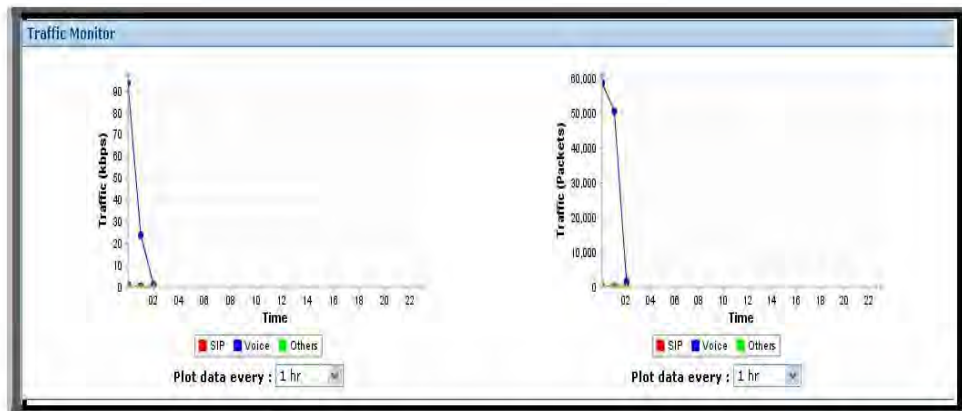 Traffic Monitor
Traffic (kbps)
90
80
70
60
50
40
30
20
10
0
02 04 06 08 10 12 14 16 18 20 22
Time
SIP Voice Others
Plot data every : 1 hr
Traffic (Packets)
60,000
50,000
40,000
30,000
20,000
10,000
0
02 04 06 08 10 12 14 16 18 20 22
Time
SIP Voice Others
Plot data every : 1 hr